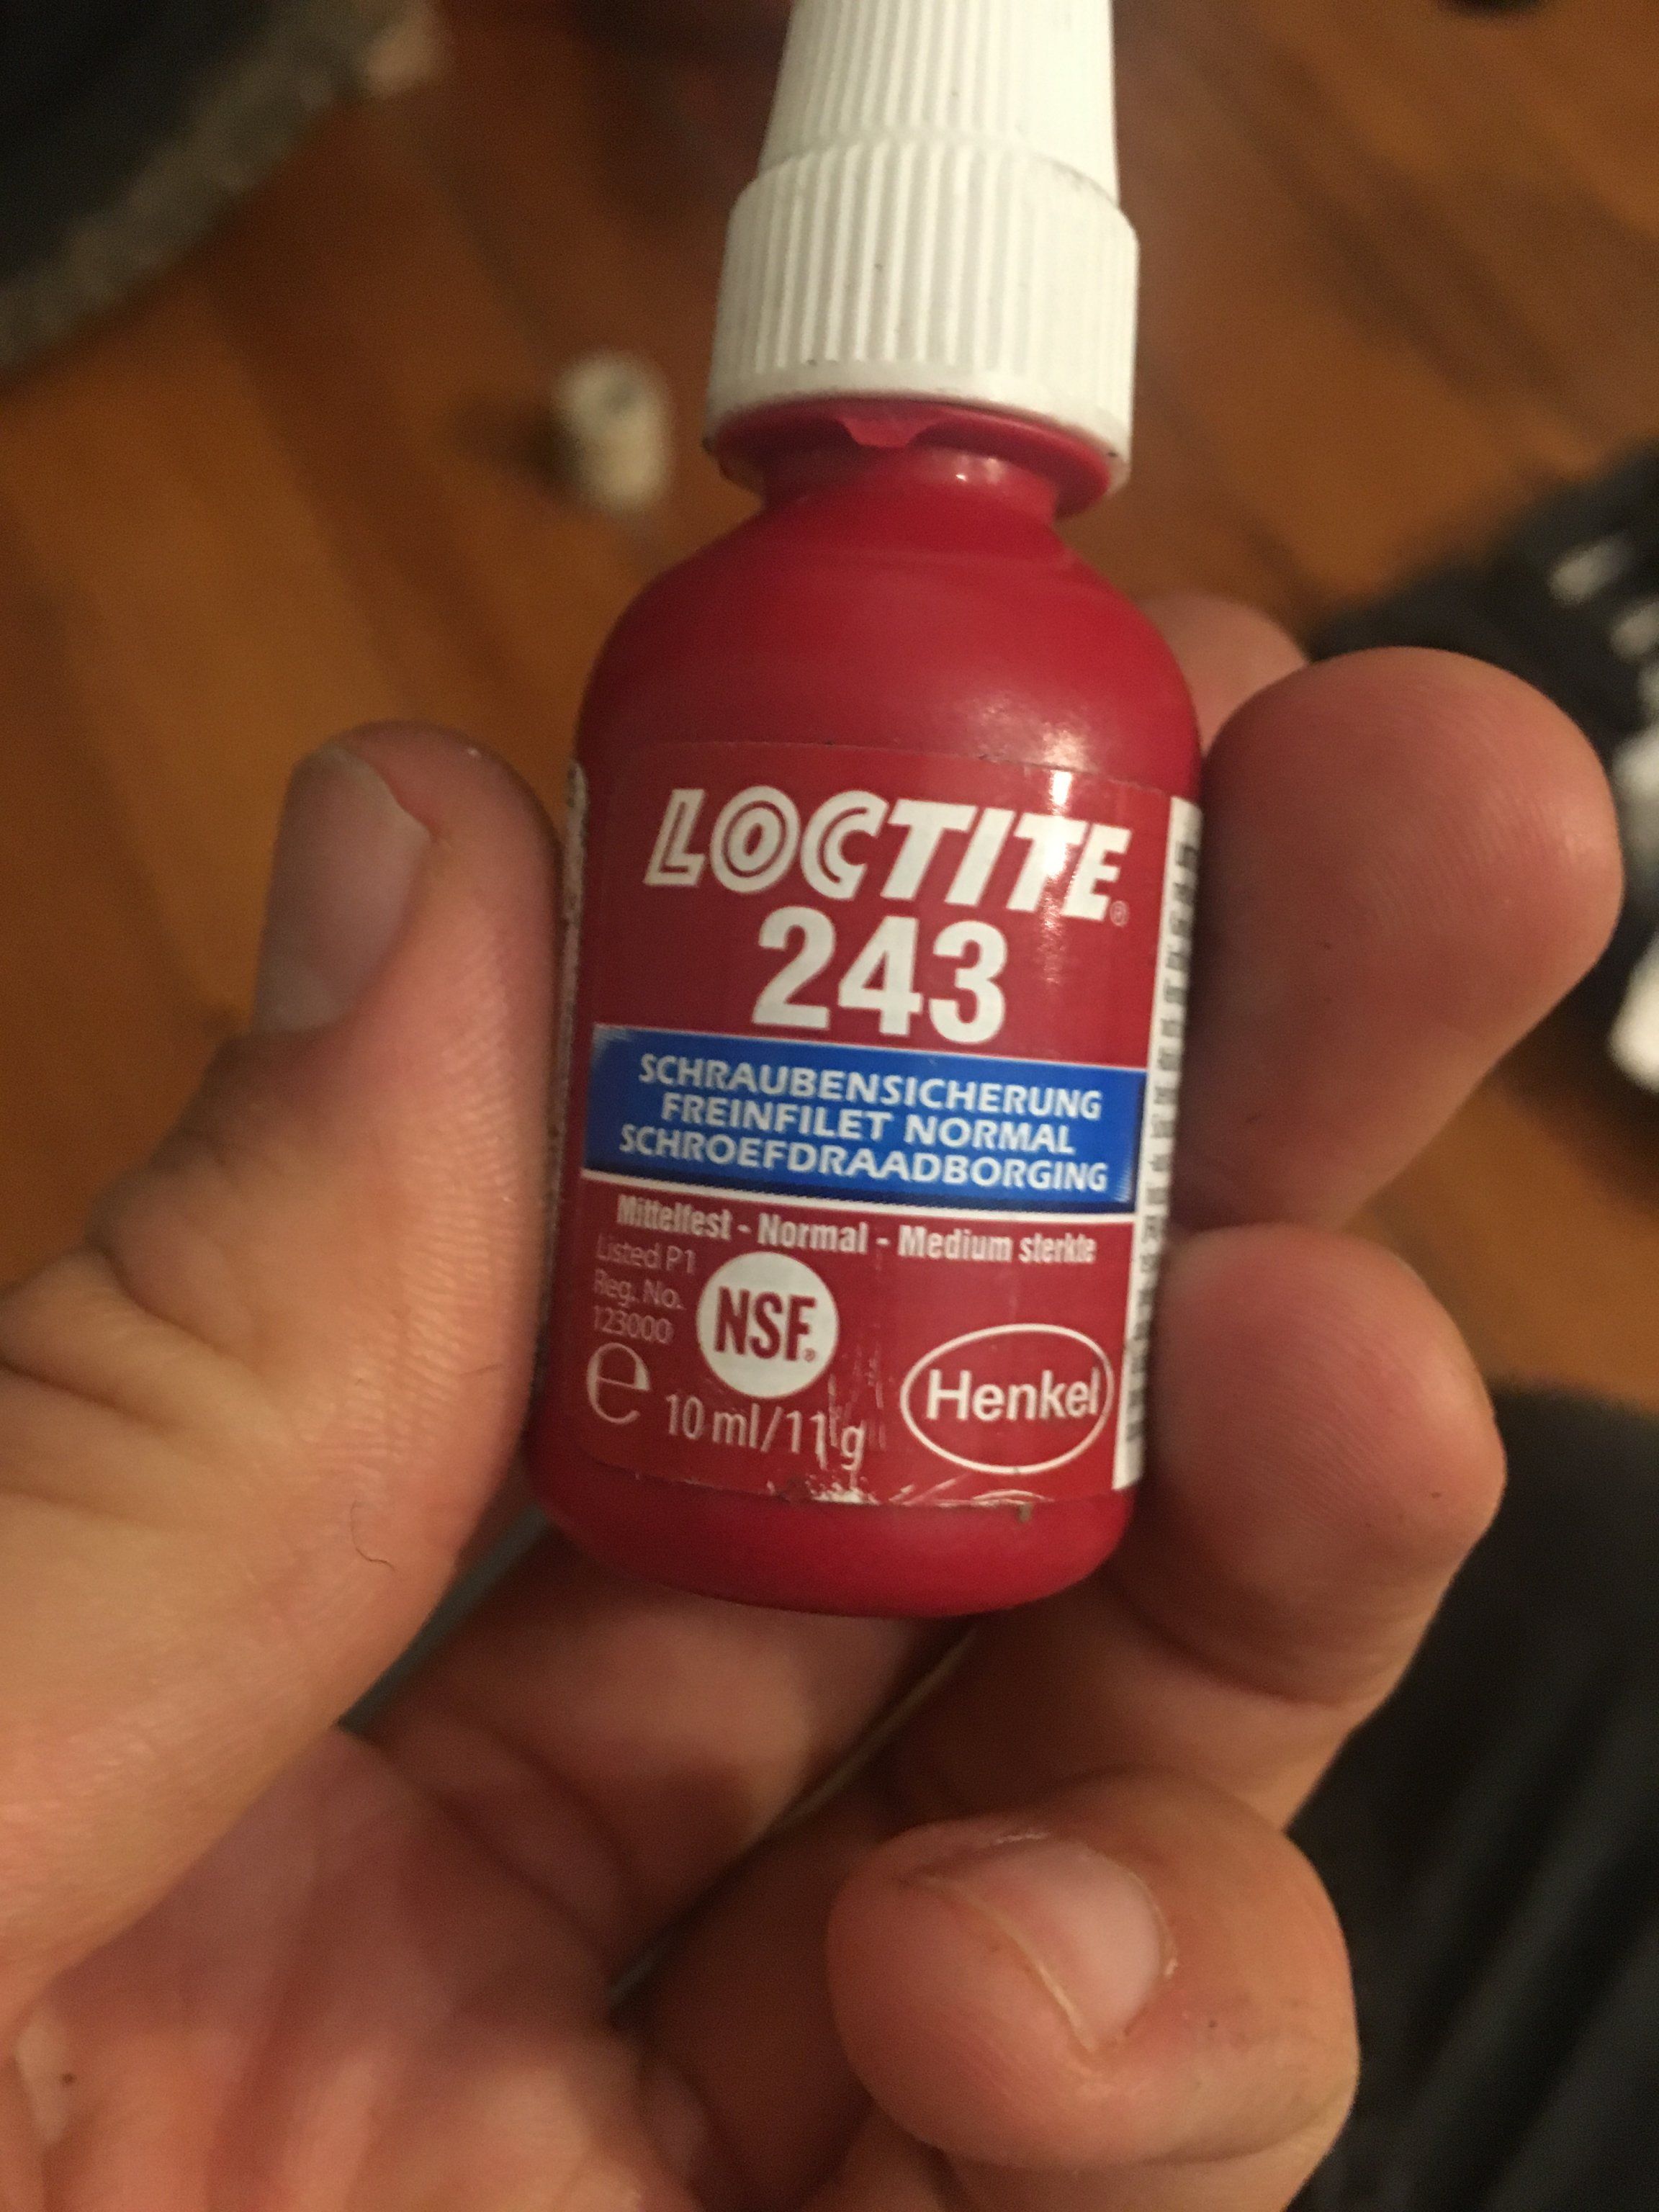 LOCTITE®
243
SCHRAUBENSICHERUNG
FREINFILET NORMAL
SCHROEFDRAADBORGING
Mittelfest - Normal - Medium sterkte
Listed P1
Reg. No.
123000
NSF®
e 10 ml/11 g
Henkel